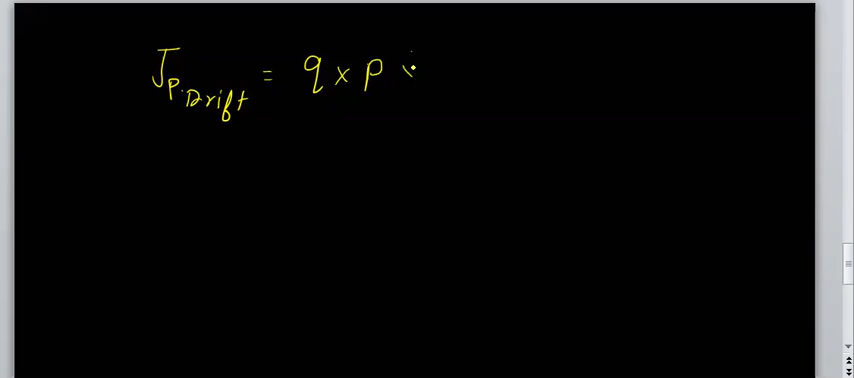 J_p.Drift = q × p